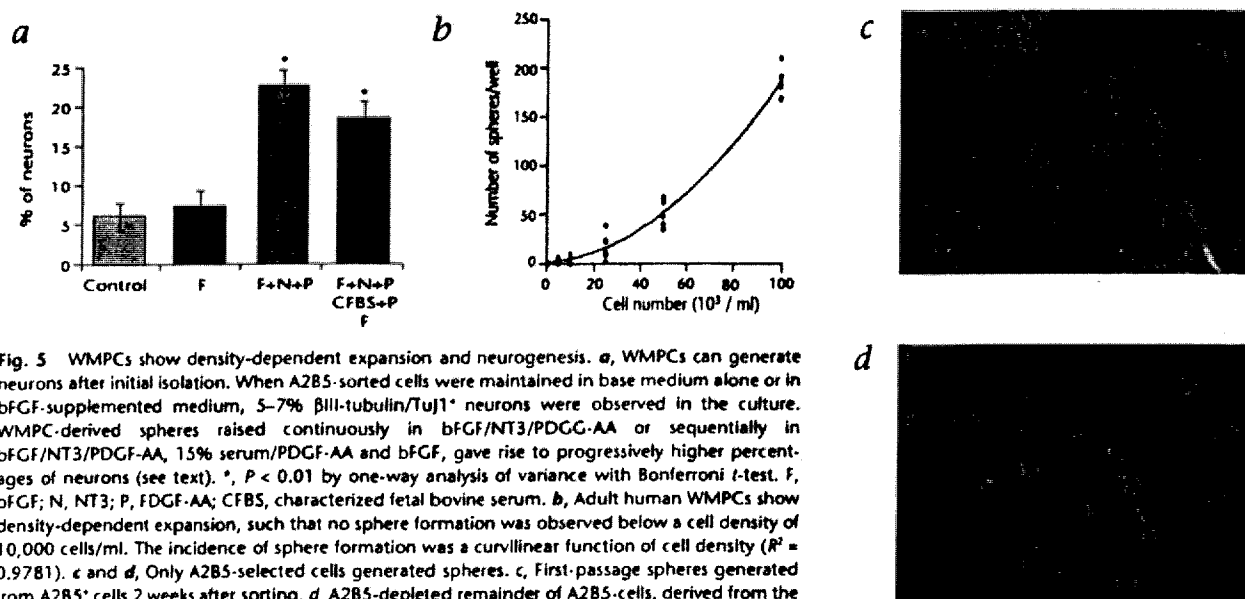 a
b
c
25
20
15
10
5
0
% of neurons
Control
F
F+N+P
F+N+P
CFBS+P
F
250
200
150
100
50
0
Number of spheres/well
0 20 40 60 80 100
Cell number (10³ / ml)
d
Fig. 5 WMPCs show density-dependent expansion and neurogenesis. a, WMPCs can generate
neurons after initial isolation. When A2B5-sorted cells were maintained in base medium alone or in
bFGF-supplemented medium, 5–7% βIII-tubulin/TuJ1⁺ neurons were observed in the culture.
WMPC-derived spheres raised continuously in bFGF/NT3/PDGG-AA or sequentially in
bFGF/NT3/PDGF-AA, 15% serum/PDGF-AA and bFGF, gave rise to progressively higher percent-
ages of neurons (see text). *, P < 0.01 by one-way analysis of variance with Bonferroni t-test. F,
bFGF; N, NT3; P, FDGF-AA; CFBS, characterized fetal bovine serum. b, Adult human WMPCs show
density-dependent expansion, such that no sphere formation was observed below a cell density of
10,000 cells/ml. The incidence of sphere formation was a curvilinear function of cell density (R² =
0.9781). c and d, Only A2B5-selected cells generated spheres. c, First-passage spheres generated
from A2B5⁺ cells 2 weeks after sorting. d, A2B5-depleted remainder of A2B5-cells, derived from the